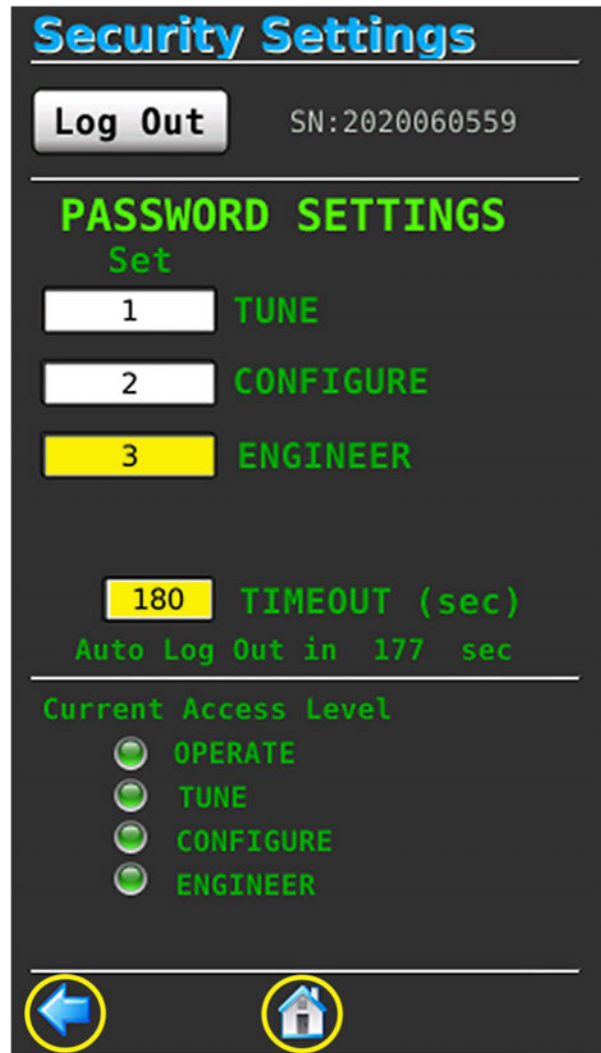 Security Settings
Log Out SN:2020060559
PASSWORD SETTINGS
Set
1 TUNE
2 CONFIGURE
3 ENGINEER
180 TIMEOUT (sec)
Auto Log Out in 177 sec
Current Access Level
OPERATE
TUNE
CONFIGURE
ENGINEER